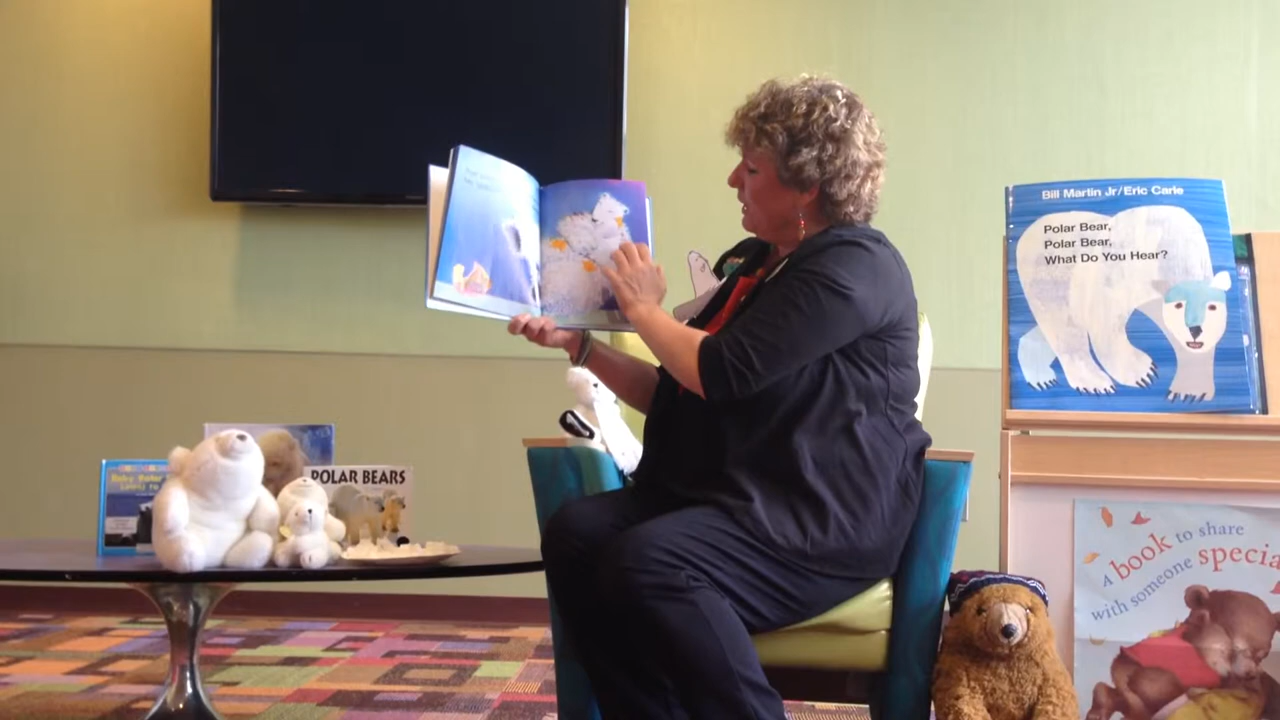 Bill Martin Jr/Eric Carle
Polar Bear,
Polar Bear,
What Do You Hear?
POLAR BEARS
A book to share
with someone special